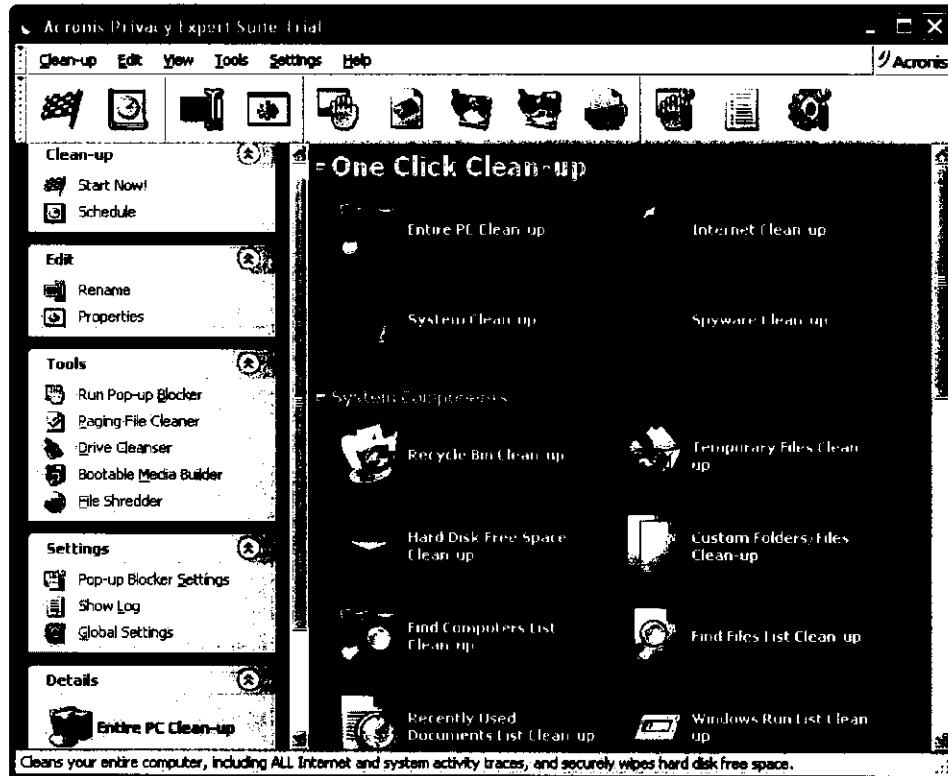 Acronis Privacy Expert Suite Trial
Clean-up Edit View Tools Settings Help
Acronis
Clean-up
Start Now!
Schedule
Edit
Rename
Properties
Tools
Run Pop-up Blocker
Paging-File Cleaner
Drive Cleanser
Bootable Media Builder
File Shredder
Settings
Pop-up Blocker Settings
Show Log
Global Settings
Details
Entire PC Clean-up
One Click Clean-up
Entire PC Clean-up
Internet Clean-up
System Clean-up
Spyware Clean-up
System Components
Recycle Bin Clean-up
Temporary Files Clean-
up
Hard Disk Free Space
Clean-up
Custom Folders/Files
Clean-up
Find Computers List
Clean-up
Find Files List Clean-up
Recently Used
Documents List Clean-up
Windows Run List Clean-
up
Cleans your entire computer, including ALL Internet and system activity traces, and securely wipes hard disk free space.